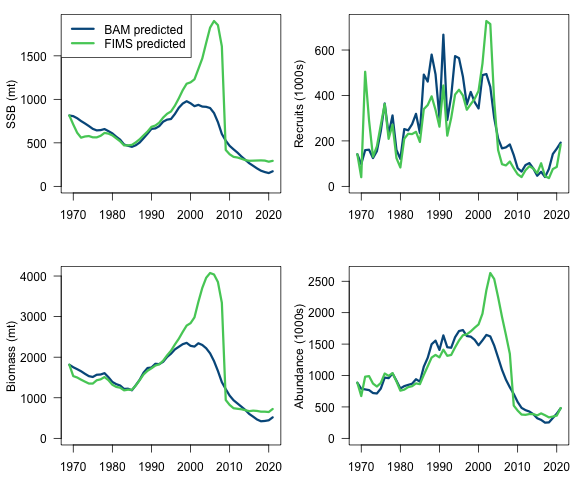 BAM predicted
FIMS predicted
SSB (mt)
0 500 1000 1500
1970 1980 1990 2000 2010 2020
Recruits (1000s)
0 200 400 600
1970 1980 1990 2000 2010 2020
Biomass (mt)
0 1000 2000 3000 4000
1970 1980 1990 2000 2010 2020
Abundance (1000s)
0 500 1000 1500 2000 2500
1970 1980 1990 2000 2010 2020